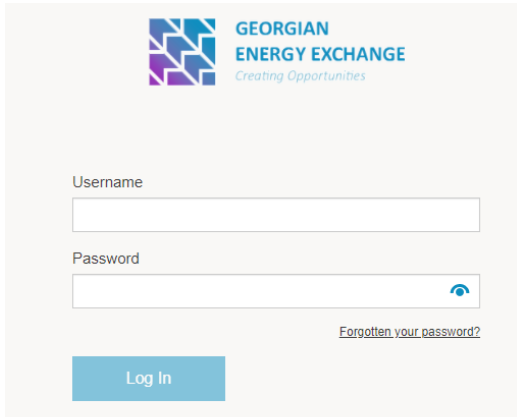 GEORGIAN
ENERGY EXCHANGE
Creating Opportunities
Username
Password
Forgotten your password?
Log In